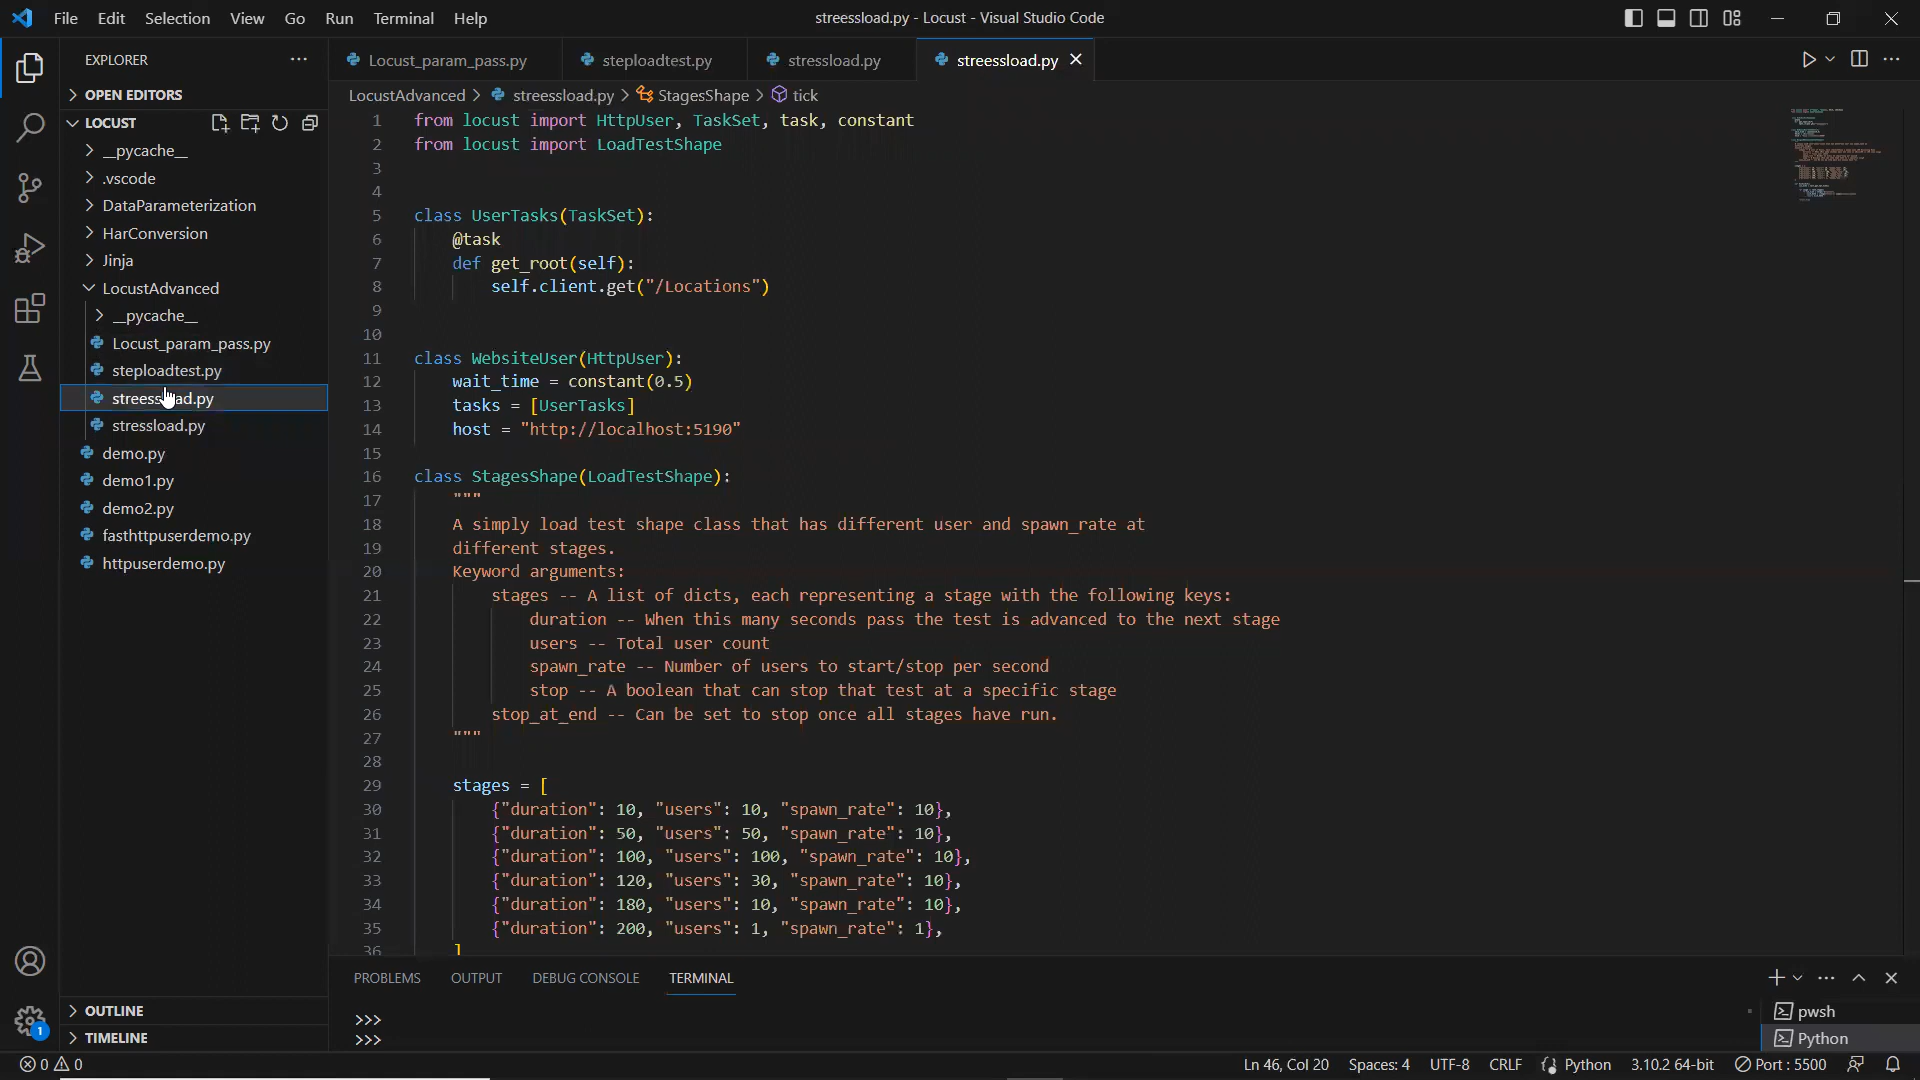 File Edit Selection View Go Run Terminal Help
streessload.py - Locust - Visual Studio Code
EXPLORER
OPEN EDITORS
LOCUST
__pycache__
.vscode
DataParameterization
HarConversion
Jinja
LocustAdvanced
__pycache__
Locust_param_pass.py
steploadtest.py
streessload.py
stressload.py
demo.py
demo1.py
demo2.py
fasthttpuserdemo.py
httpuserdemo.py
OUTLINE
TIMELINE
Locust_param_pass.py steploadtest.py stressload.py streessload.py
LocustAdvanced > streessload.py > StagesShape > tick
1 from locust import HttpUser, TaskSet, task, constant
2 from locust import LoadTestShape
3
4
5 class UserTasks(TaskSet):
6 @task
7 def get_root(self):
8 self.client.get("/Locations")
9
10
11 class WebsiteUser(HttpUser):
12 wait_time = constant(0.5)
13 tasks = [UserTasks]
14 host = "http://localhost:5190"
15
16 class StagesShape(LoadTestShape):
17 """
18 A simply load test shape class that has different user and spawn_rate at
19 different stages.
20 Keyword arguments:
21 stages -- A list of dicts, each representing a stage with the following keys:
22 duration -- When this many seconds pass the test is advanced to the next stage
23 users -- Total user count
24 spawn_rate -- Number of users to start/stop per second
25 stop -- A boolean that can stop that test at a specific stage
26 stop_at_end -- Can be set to stop once all stages have run.
27 """
28
29 stages = [
30 {"duration": 10, "users": 10, "spawn_rate": 10},
31 {"duration": 50, "users": 50, "spawn_rate": 10},
32 {"duration": 100, "users": 100, "spawn_rate": 10},
33 {"duration": 120, "users": 30, "spawn_rate": 10},
34 {"duration": 180, "users": 10, "spawn_rate": 10},
35 {"duration": 200, "users": 1, "spawn_rate": 1},
36 ]
PROBLEMS OUTPUT DEBUG CONSOLE TERMINAL
>>>
>>>
pwsh
Python
1
0 0
Ln 46, Col 20 Spaces: 4 UTF-8 CRLF Python 3.10.2 64-bit Port : 5500